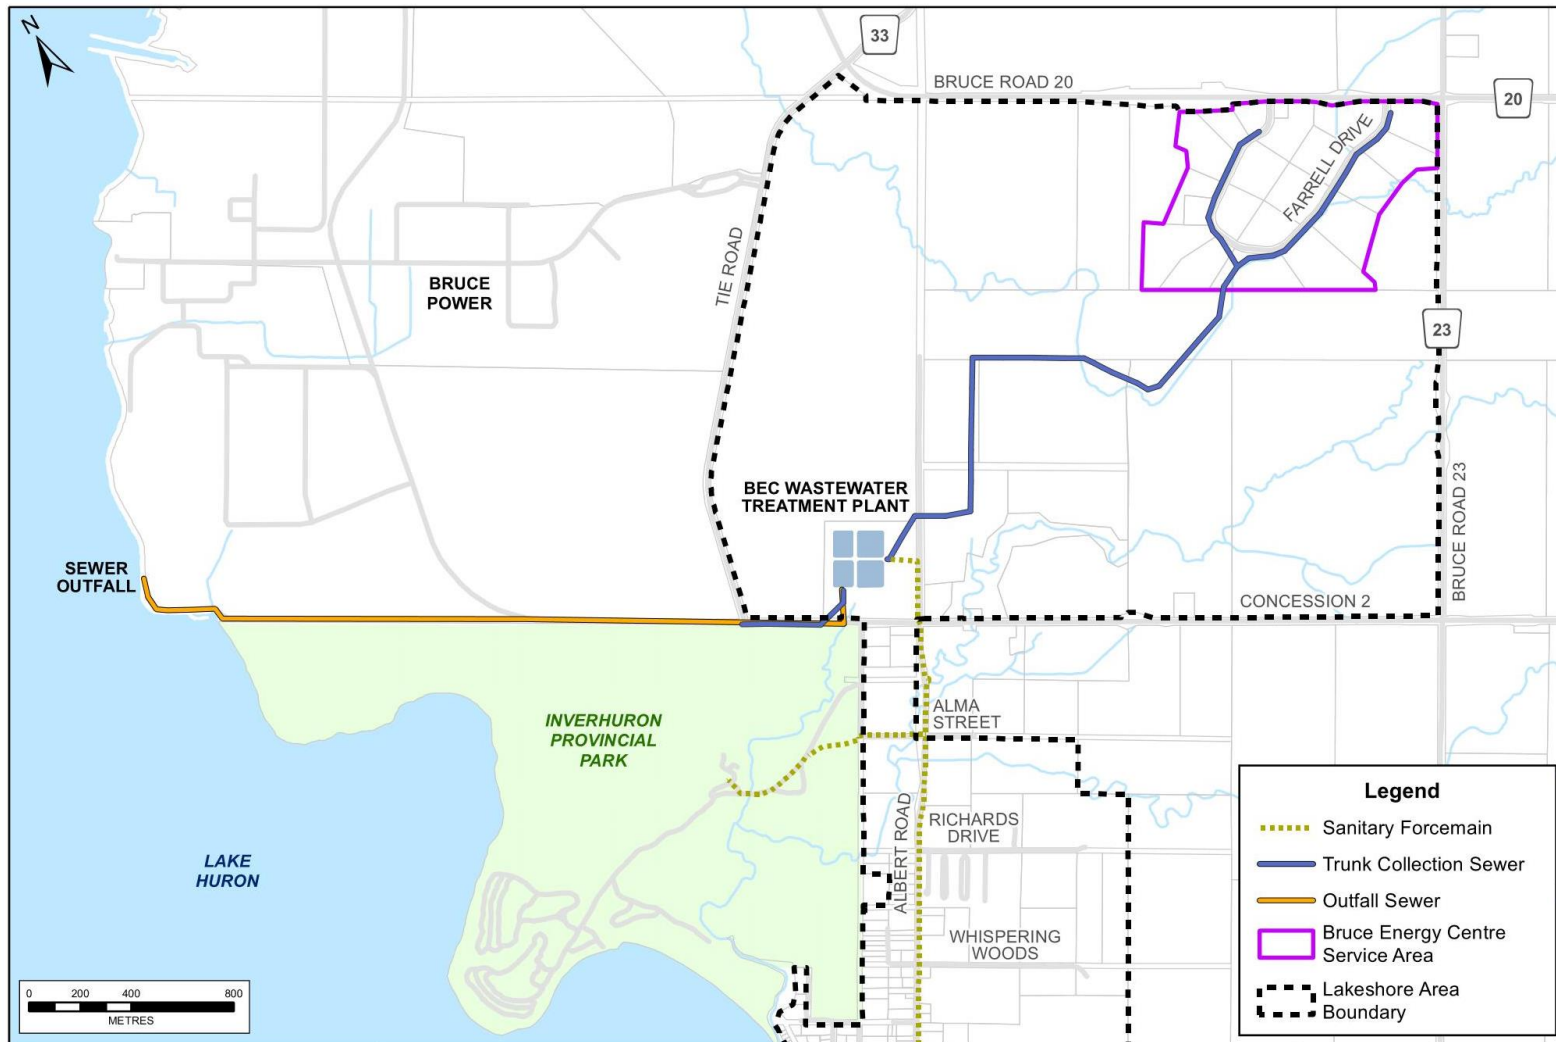 N
33
BRUCE ROAD 20
20
FARRELL DRIVE
TIE ROAD
BRUCE
POWER
23
BEC WASTEWATER
TREATMENT PLANT
BRUCE ROAD 23
SEWER
OUTFALL
CONCESSION 2
INVERHURON
PROVINCIAL
PARK
ALMA
STREET
ALBERT ROAD
RICHARDS
DRIVE
LAKE
HURON
WHISPERING
WOODS
Legend
Sanitary Forcemain
Trunk Collection Sewer
Outfall Sewer
Bruce Energy Centre
Service Area
Lakeshore Area
Boundary
0 200 400 800
METRES